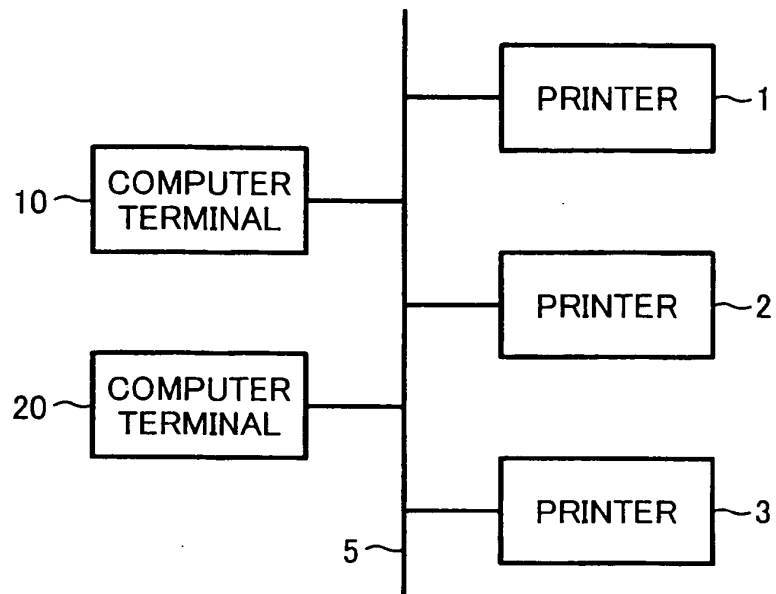 PRINTER
1
COMPUTER
TERMINAL
10
PRINTER
2
COMPUTER
TERMINAL
20
PRINTER
3
5